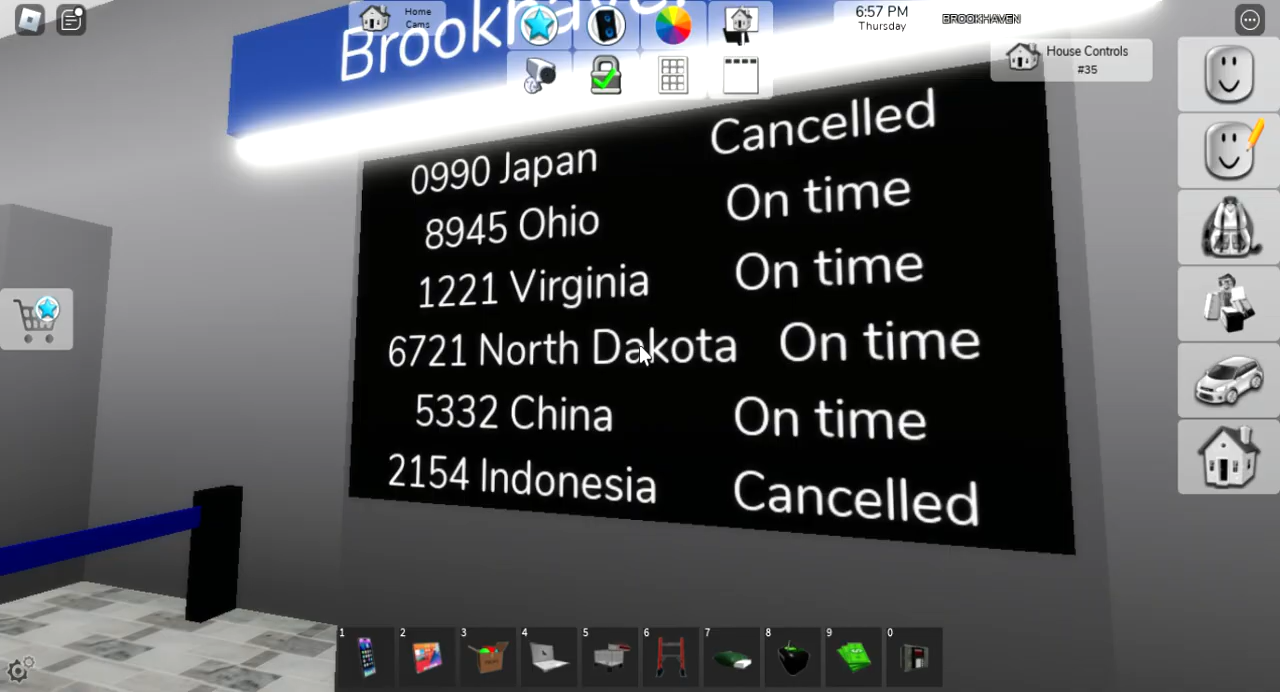 Home
Cams
6:57 PM
Thursday
BROOKHAVEN
House Controls
#35
Brookhaven
0990 Japan Cancelled
8945 Ohio On time
1221 Virginia On time
6721 North Dakota On time
5332 China On time
2154 Indonesia Cancelled
1 2 3 4 5 6 7 8 9 0